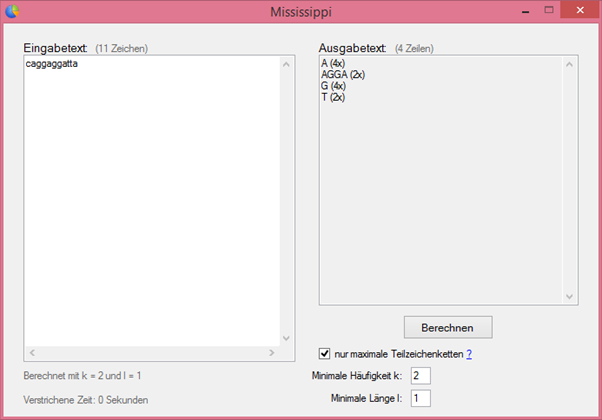 Mississippi
Eingabetext: (11 Zeichen)
caggaggatta
Ausgabetext: (4 Zeilen)
A (4x)
AGGA (2x)
G (4x)
T (2x)
Berechnen
nur maximale Teilzeichenketten ?
Minimale Häufigkeit k: 2
Minimale Länge l: 1
Berechnet mit k = 2 und l = 1
Verstrichene Zeit: 0 Sekunden